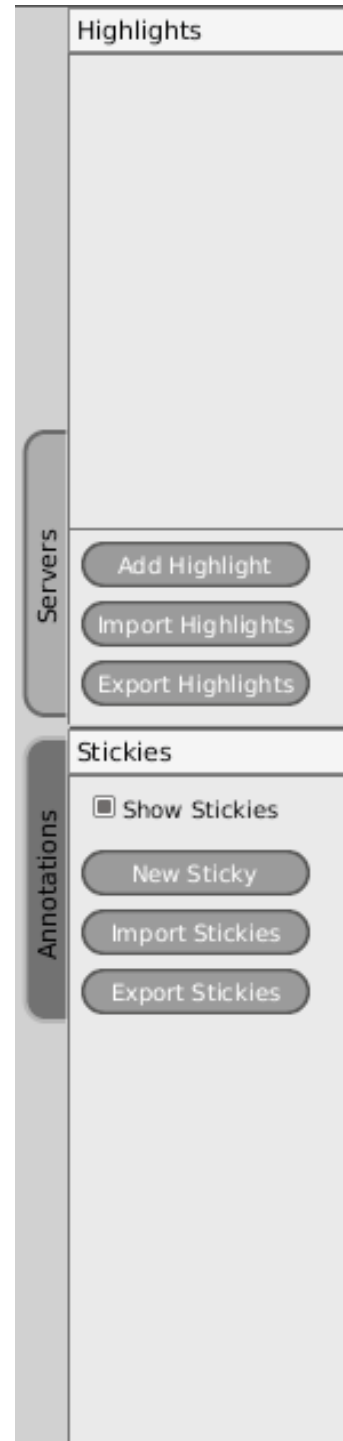 Highlights
Servers
Add Highlight
Import Highlights
Export Highlights
Stickies
Annotations
Show Stickies
New Sticky
Import Stickies
Export Stickies